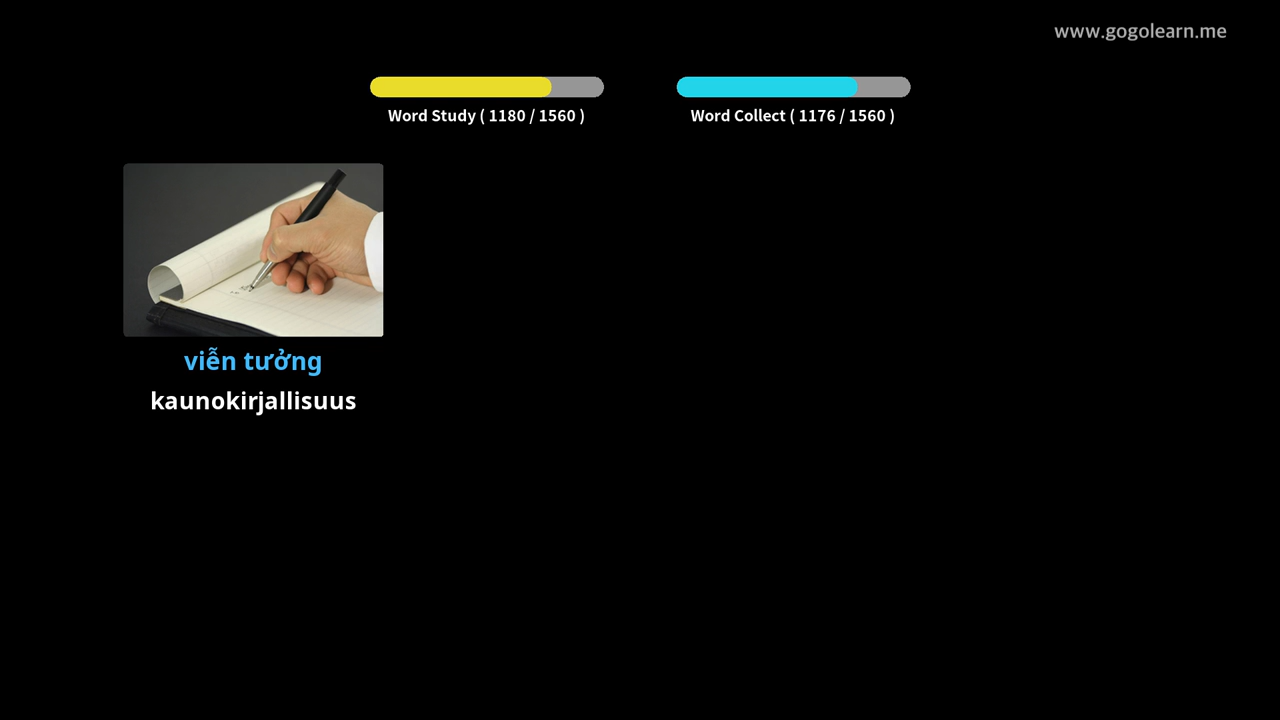 www.gogolearn.me
Word Study ( 1180 / 1560 )
Word Collect ( 1176 / 1560 )
viễn tưởng
kaunokirjallisuus